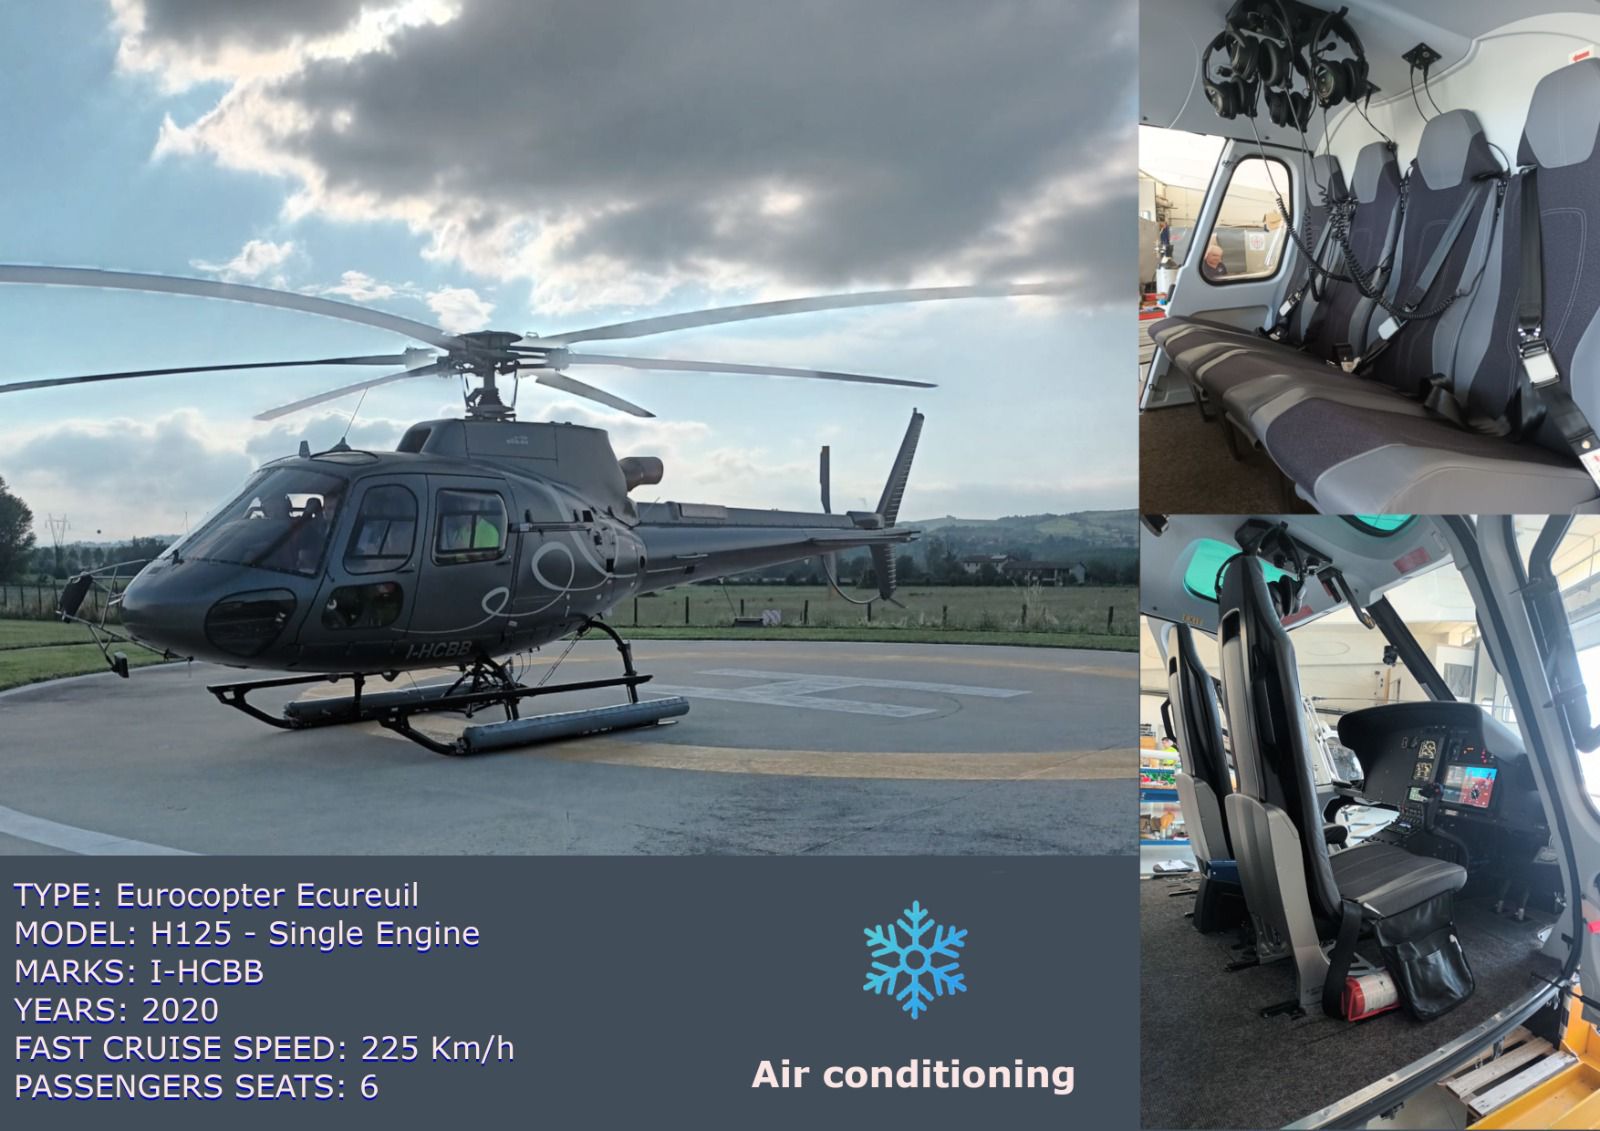 TYPE: Eurocopter Ecureuil
MODEL: H125 - Single Engine
MARKS: I-HCBB
YEARS: 2020
FAST CRUISE SPEED: 225 Km/h
PASSENGERS SEATS: 6
Air conditioning
I-HCBB
EXIT